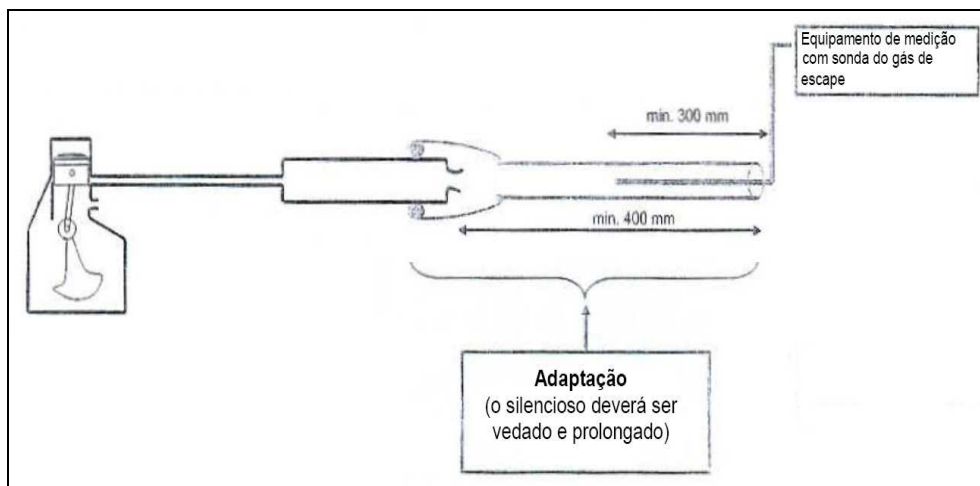 Equipamento de medição
com sonda do gás de
escape
min. 300 mm
min. 400 mm
Adaptação
(o silencioso deverá ser
vedado e prolongado)